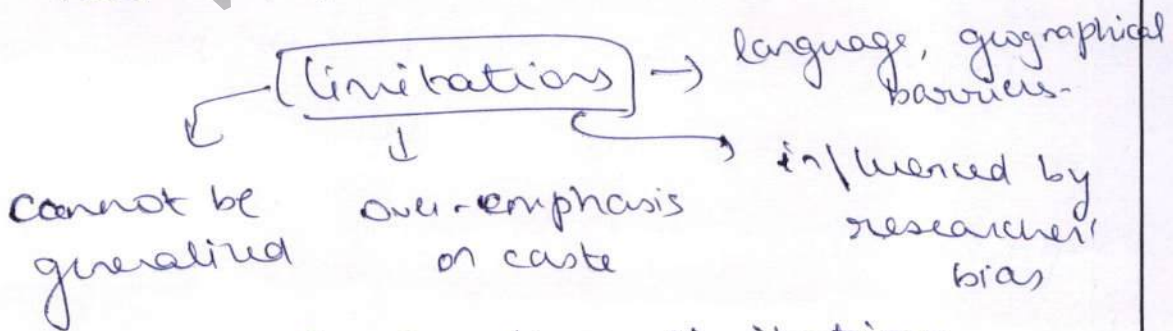 limitations → language, geographical
barriers-
cannot be
generalized
over-emphasis
on caste
influenced by
researcher'
bias